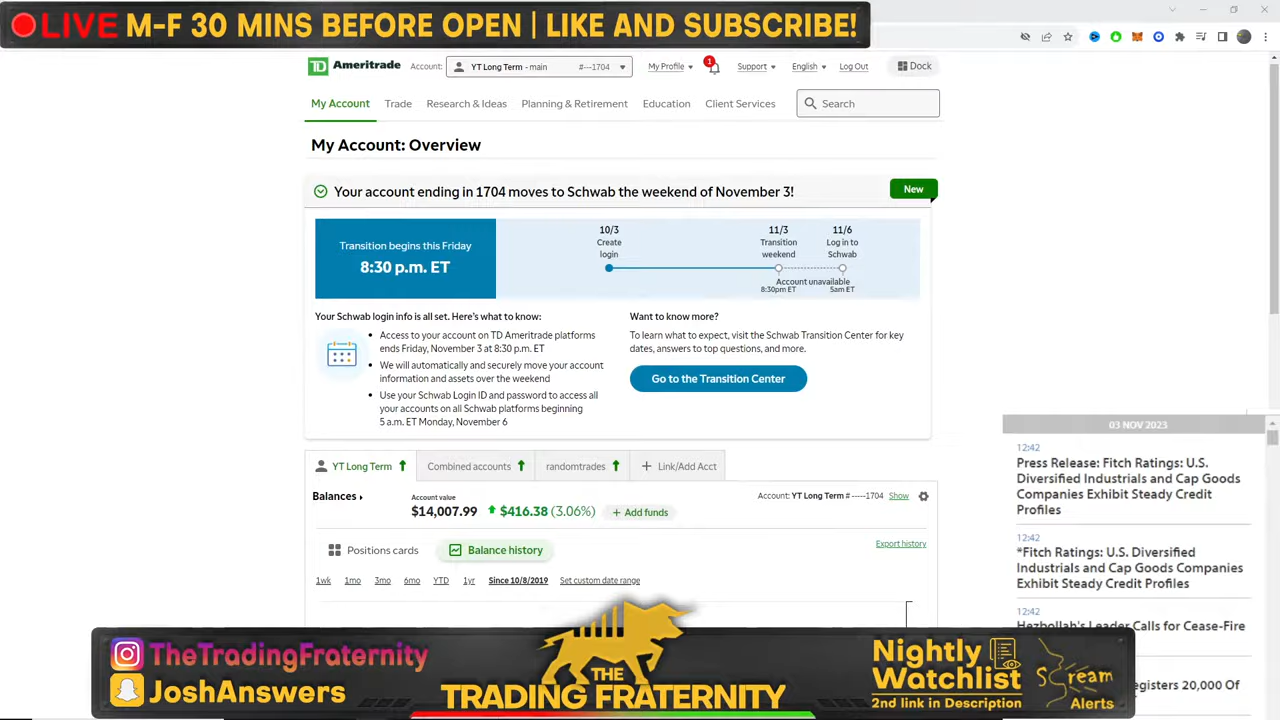 LIVE M-F 30 MINS BEFORE OPEN | LIKE AND SUBSCRIBE!
TD Ameritrade Account: YT Long Term - main #---1704 My Profile 1 Support English Log Out Dock
My Account Trade Research & Ideas Planning & Retirement Education Client Services Search
My Account: Overview
Your account ending in 1704 moves to Schwab the weekend of November 3! New
Transition begins this Friday
8:30 p.m. ET
10/3
Create
login
11/3
Transition
weekend
11/6
Log in to
Schwab
Account unavailable
8:30pm ET
5am ET
Your Schwab login info is all set. Here's what to know:
Access to your account on TD Ameritrade platforms
ends Friday, November 3 at 8:30 p.m. ET
We will automatically and securely move your account
information and assets over the weekend
Use your Schwab Login ID and password to access all
your accounts on all Schwab platforms beginning
5 a.m. ET Monday, November 6
Want to know more?
To learn what to expect, visit the Schwab Transition Center for key
dates, answers to top questions, and more.
Go to the Transition Center
YT Long Term Combined accounts randomtrades + Link/Add Acct
Balances
Account value
$14,007.99 $416.38 (3.06%) + Add funds
Account: YT Long Term # -----1704 Show
Positions cards Balance history
Export history
1wk 1mo 3mo 6mo YTD 1yr Since 10/8/2019 Set custom date range
03 NOV 2023
12:42
Press Release: Fitch Ratings: U.S.
Diversified Industrials and Cap Goods
Companies Exhibit Steady Credit
Profiles
12:42
*Fitch Ratings: U.S. Diversified
Industrials and Cap Goods Companies
Exhibit Steady Credit Profiles
12:42
Hezbollah's Leader Calls for Cease-Fire
egisters 20,000 Of
TheTradingFraternity
JoshAnswers
THE
TRADING FRATERNITY
Nightly
Watchlist
2nd link in Description
Scream
Alerts